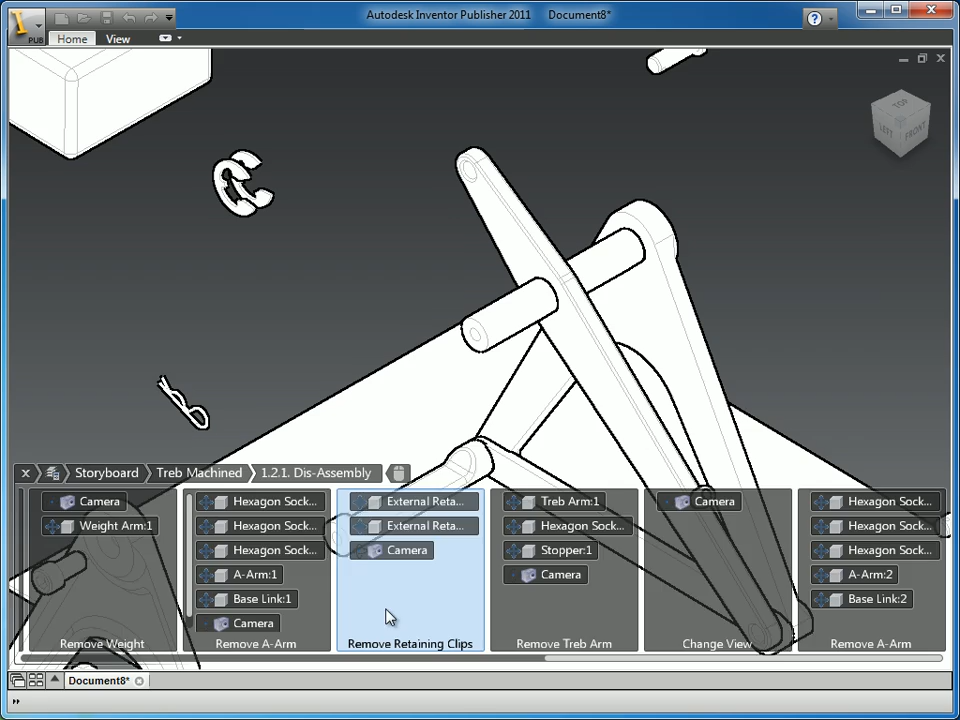 Autodesk Inventor Publisher 2011 Document8*
PUB
Home View
TOP
LEFT FRONT
Storyboard Treb Machined 1.2.1. Dis-Assembly
Camera
Weight Arm:1
Remove Weight
Hexagon Sock...
Hexagon Sock...
Hexagon Sock...
A-Arm:1
Base Link:1
Camera
Remove A-Arm
External Reta...
External Reta...
Camera
Remove Retaining Clips
Treb Arm:1
Hexagon Sock...
Stopper:1
Camera
Remove Treb Arm
Camera
Change View
Hexagon Sock...
Hexagon Sock...
Hexagon Sock...
A-Arm:2
Base Link:2
Remove A-Arm
Document8*